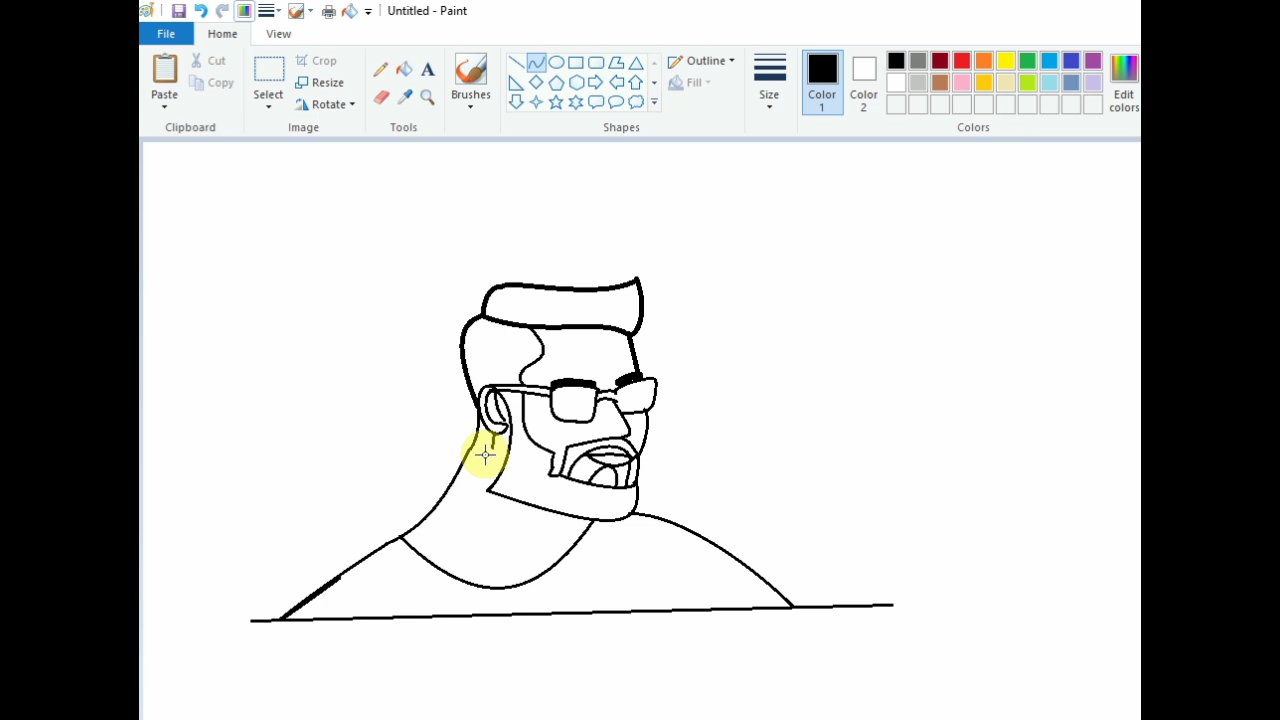 Untitled - Paint
File Home View
Paste
Cut
Copy
Clipboard
Select
Crop
Resize
Rotate
Image
A
Tools
Brushes
Outline
Fill
Shapes
Size
Color 1
Color 2
Edit colors
Colors